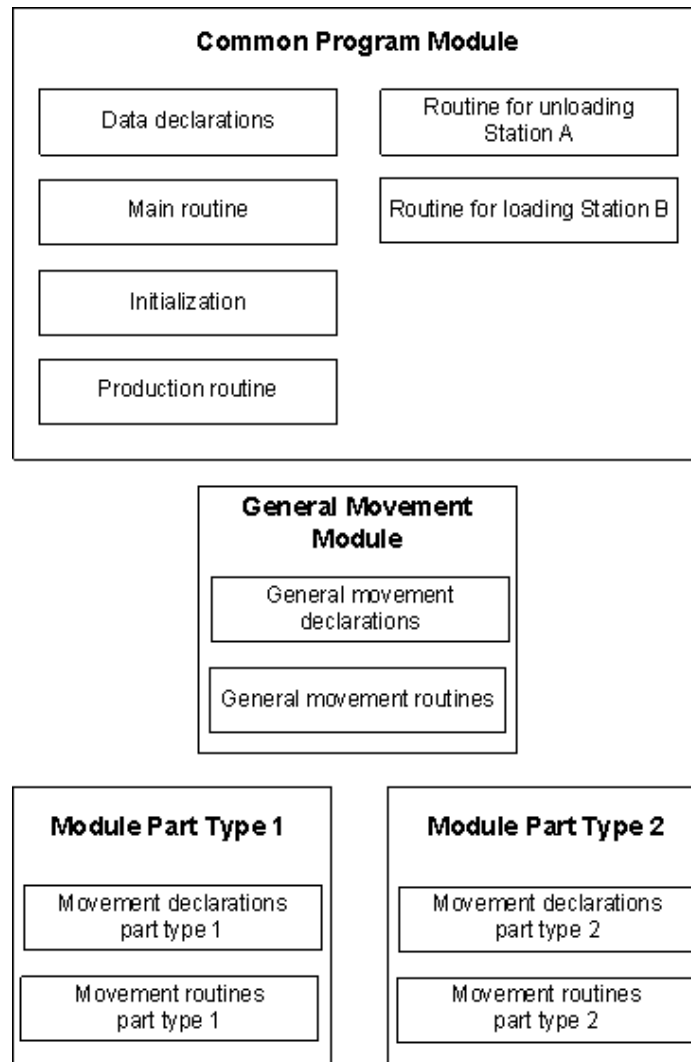 Common Program Module
Data declarations
Main routine
Initialization
Production routine
Routine for unloading
Station A
Routine for loading Station B
General Movement
Module
General movement
declarations
General movement routines
Module Part Type 1
Movement declarations
part type 1
Movement routines
part type 1
Module Part Type 2
Movement declarations
part type 2
Movement routines
part type 2